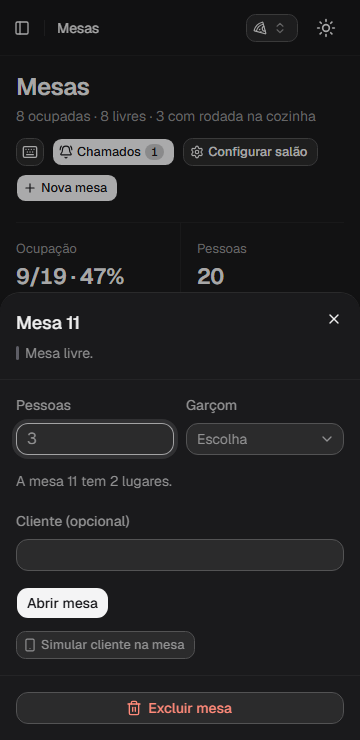 Mesas
Mesas
8 ocupadas · 8 livres · 3 com rodada na cozinha
Chamados 1 Configurar salão
Nova mesa
Ocupação Pessoas
9/19 · 47% 20
Mesa 11
Mesa livre.
Pessoas Garçom
3 Escolha
A mesa 11 tem 2 lugares.
Cliente (opcional)
Abrir mesa
Simular cliente na mesa
Excluir mesa